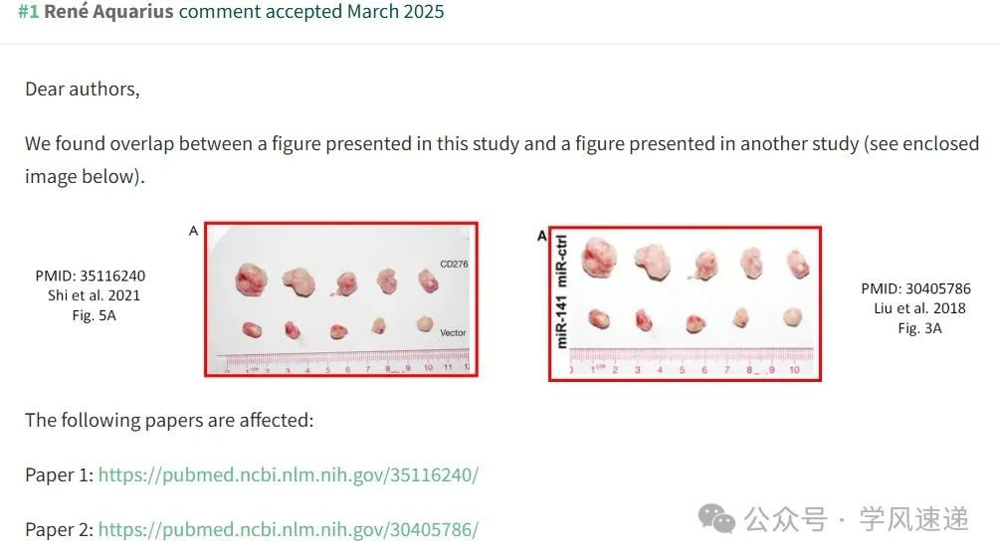 #1 René Aquarius comment accepted March 2025
Dear authors,
We found overlap between a figure presented in this study and a figure presented in another study (see enclosed
image below).
PMID: 35116240
Shi et al. 2021
Fig. 5A
A
CD276
Vector
0 1cm 2 3 4 5 6 7 8 9 10 11 1
A
miR-ctrl
miR-141
1cm 2 3 4 5 6 7 8 9 10
PMID: 30405786
Liu et al. 2018
Fig. 3A
The following papers are affected:
Paper 1: https://pubmed.ncbi.nlm.nih.gov/35116240/
Paper 2: https://pubmed.ncbi.nlm.nih.gov/30405786/
公众号 · 学风速递